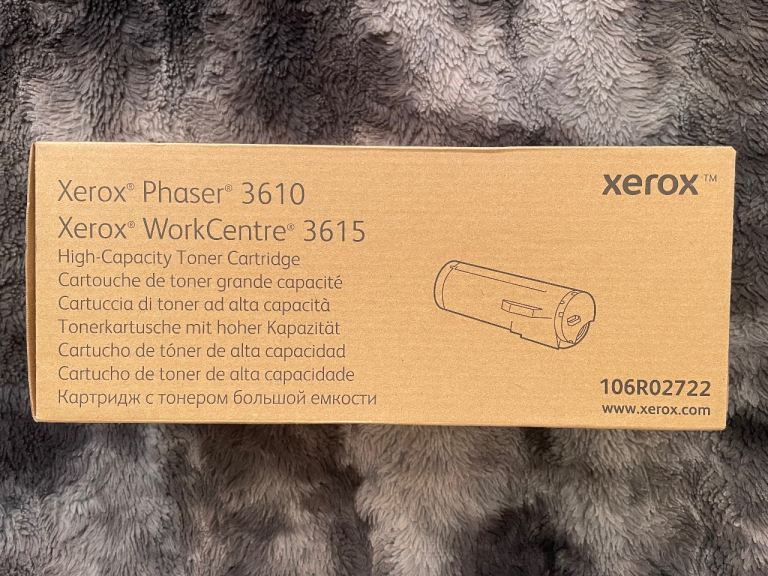 Xerox® Phaser® 3610
Xerox® WorkCentre® 3615
High-Capacity Toner Cartridge
Cartouche de toner grande capacité
Cartuccia di toner ad alta capacità
Tonerkartusche mit hoher Kapazität
Cartucho de tóner de alta capacidad
Cartucho de toner de alta capacidade
Картридж с тонером большой емкости
xerox™
106R02722
www.xerox.com